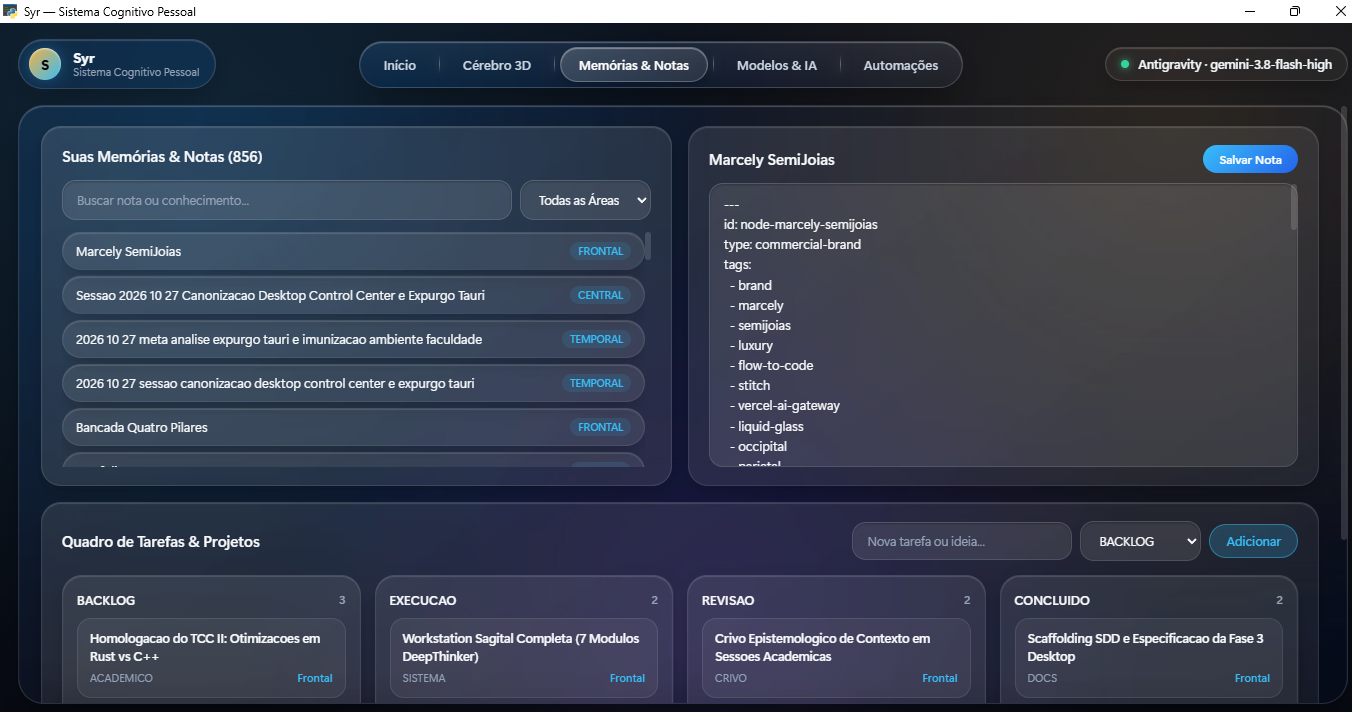 Syr — Sistema Cognitivo Pessoal
S
Syr
Sistema Cognitivo Pessoal
Início
Cérebro 3D
Memórias & Notas
Modelos & IA
Automações
Antigravity · gemini-3.8-flash-high
Suas Memórias & Notas (856)
Buscar nota ou conhecimento...
Todas as Áreas
Marcely SemiJoias FRONTAL
Sessao 2026 10 27 Canonizacao Desktop Control Center e Expurgo Tauri CENTRAL
2026 10 27 meta analise expurgo tauri e imunizacao ambiente faculdade TEMPORAL
2026 10 27 sessao canonizacao desktop control center e expurgo tauri TEMPORAL
Bancada Quatro Pilares FRONTAL
Marcely SemiJoias
Salvar Nota
---
id: node-marcely-semijoias
type: commercial-brand
tags:
- brand
- marcely
- semijoias
- luxury
- flow-to-code
- stitch
- vercel-ai-gateway
- liquid-glass
- occipital
- parietal
Quadro de Tarefas & Projetos
Nova tarefa ou ideia...
BACKLOG
Adicionar
BACKLOG 3
Homologacao do TCC II: Otimizacoes em
Rust vs C++
ACADEMICO Frontal
EXECUCAO 2
Workstation Sagital Completa (7 Modulos
DeepThinker)
SISTEMA Frontal
REVISAO 2
Crivo Epistemologico de Contexto em
Sessoes Academicas
CRIVO Frontal
CONCLUIDO 2
Scaffolding SDD e Especificacao da Fase 3
Desktop
DOCS Frontal